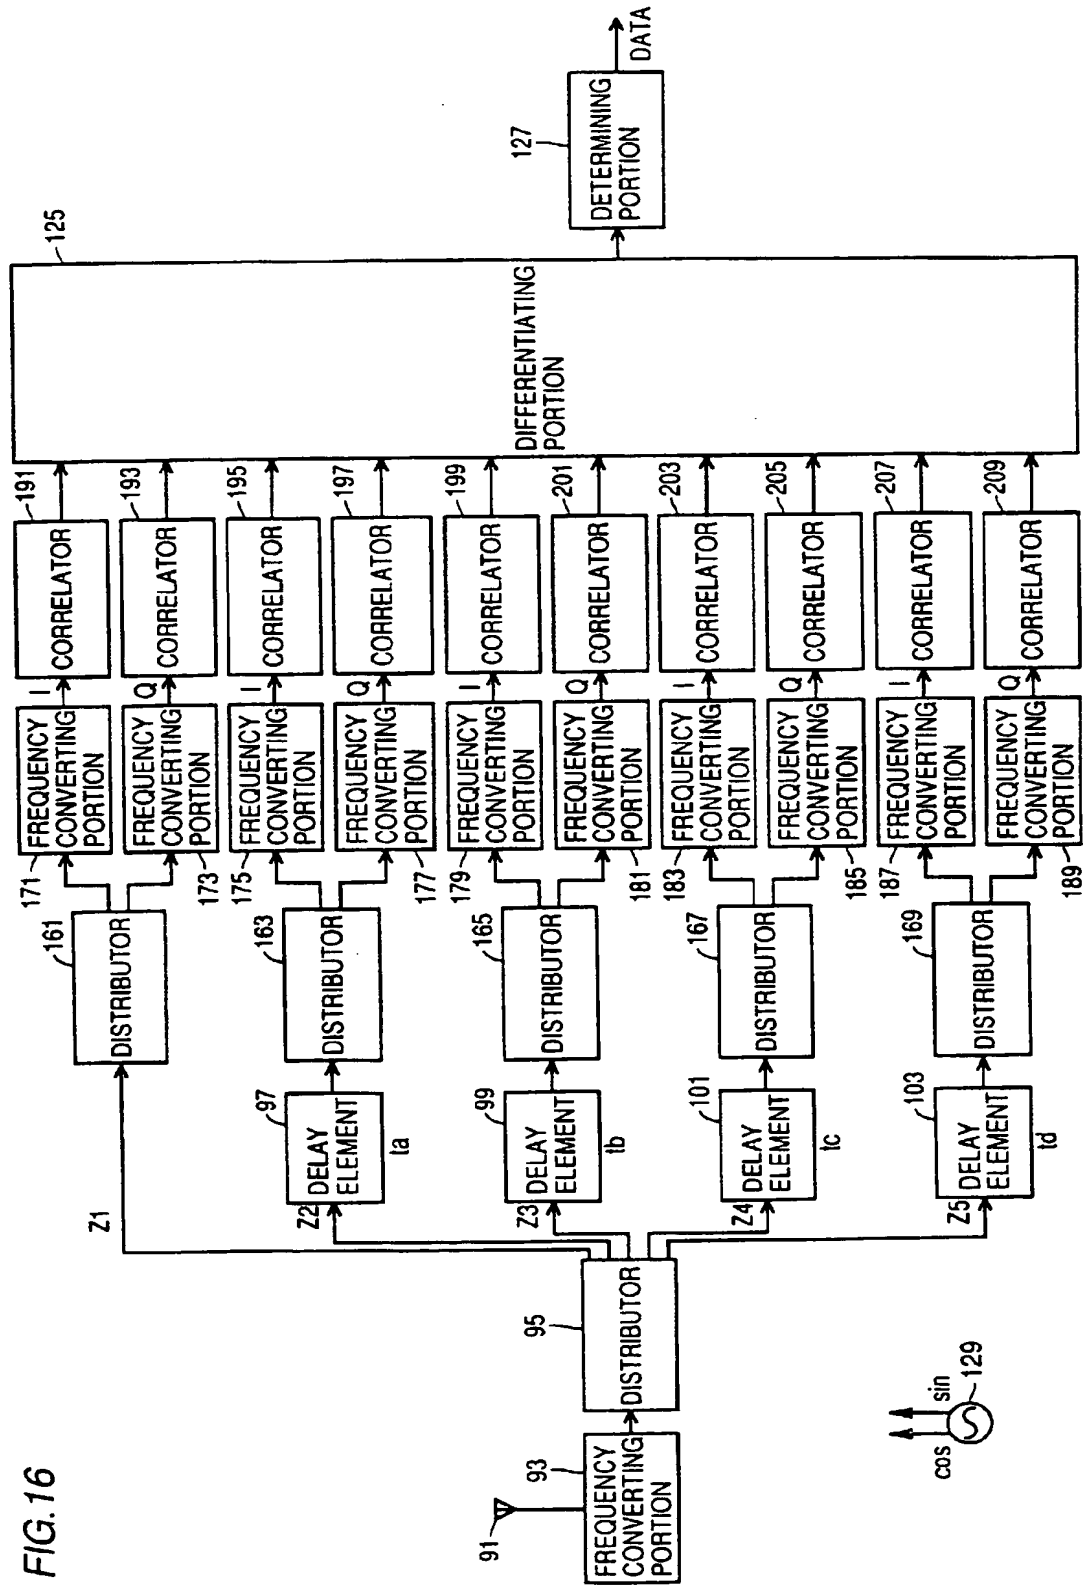 FIG.16
91
93
FREQUENCY
CONVERTING
PORTION
95
DISTRIBUTOR
cos
sin
129
Z1
Z2
Z3
Z4
Z5
97
DELAY
ELEMENT
ta
99
DELAY
ELEMENT
tb
101
DELAY
ELEMENT
tc
103
DELAY
ELEMENT
td
161
DISTRIBUTOR
163
DISTRIBUTOR
165
DISTRIBUTOR
167
DISTRIBUTOR
169
DISTRIBUTOR
171
FREQUENCY
CONVERTING
PORTION
I
173
FREQUENCY
CONVERTING
PORTION
Q
175
FREQUENCY
CONVERTING
PORTION
I
177
FREQUENCY
CONVERTING
PORTION
Q
179
FREQUENCY
CONVERTING
PORTION
I
181
FREQUENCY
CONVERTING
PORTION
Q
183
FREQUENCY
CONVERTING
PORTION
I
185
FREQUENCY
CONVERTING
PORTION
Q
187
FREQUENCY
CONVERTING
PORTION
I
189
FREQUENCY
CONVERTING
PORTION
Q
191
CORRELATOR
193
CORRELATOR
195
CORRELATOR
197
CORRELATOR
199
CORRELATOR
201
CORRELATOR
203
CORRELATOR
205
CORRELATOR
207
CORRELATOR
209
CORRELATOR
125
DIFFERENTIATING
PORTION
127
DETERMINING
PORTION
DATA